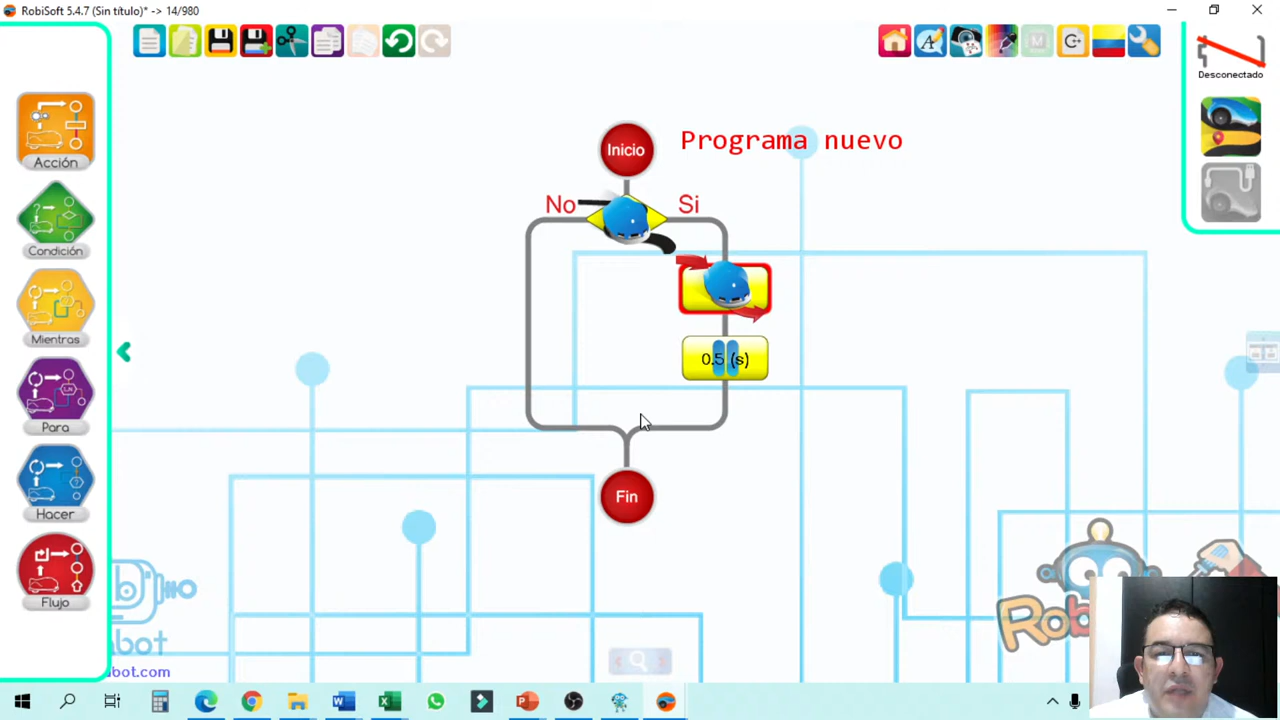 RobiSoft 5.4.7 (Sin título)* -> 14/980
Desconectado
Acción
Condición
Mientras
Para
Hacer
Flujo
Programa nuevo
Inicio
No
Si
0.5 (s)
Fin
bot
bot.com